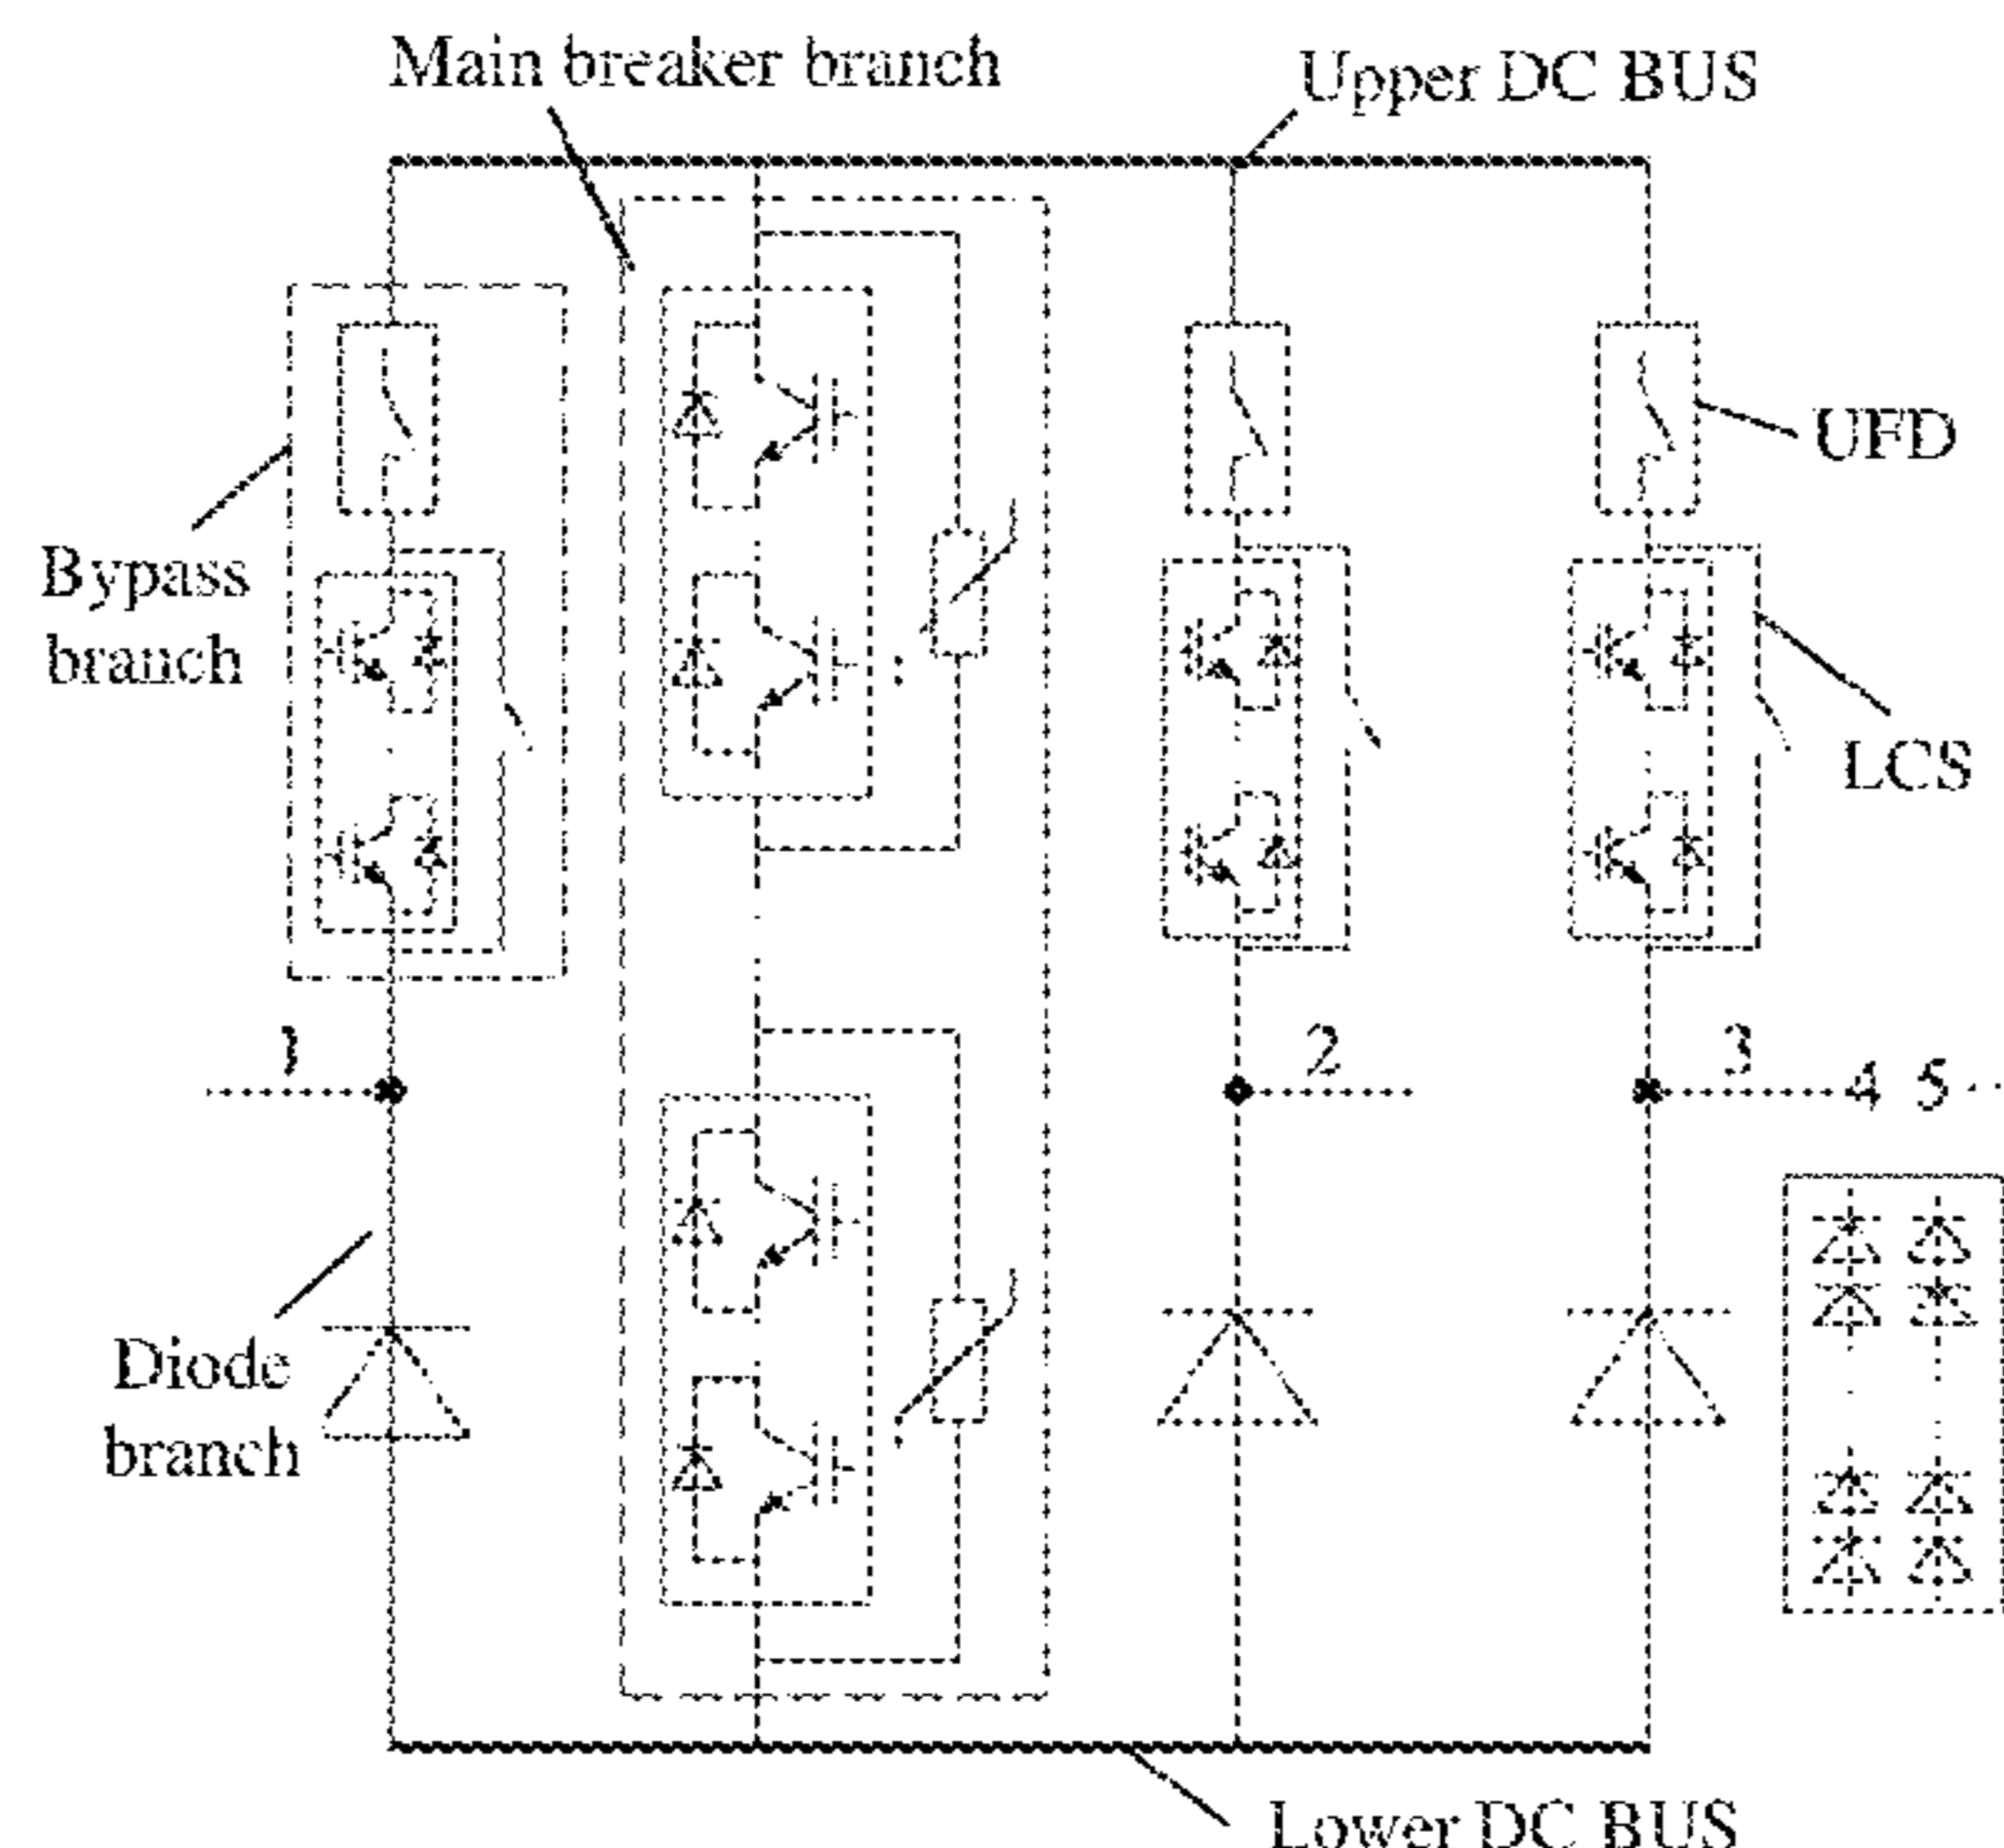 Main breaker branch
Upper DC BUS
UFD
Bypass
branch
LCS
1
2
3
4 5
Diode
branch
Lower DC BUS